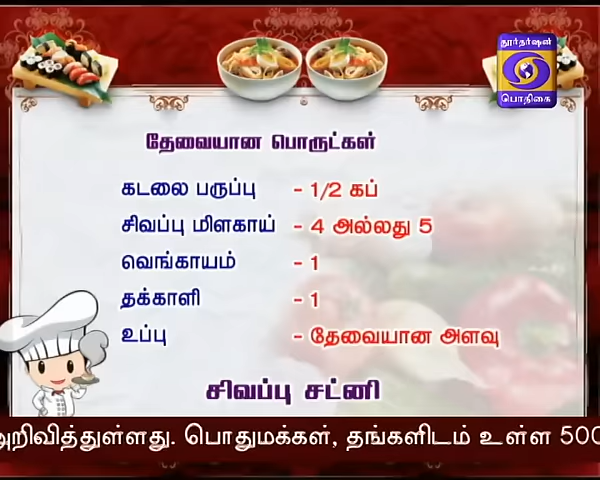 தூர்தர்ஷன்
பொதிகை
தேவையான பொருட்கள்
கடலை பருப்பு - 1/2 கப்
சிவப்பு மிளகாய் - 4 அல்லது 5
வெங்காயம் - 1
தக்காளி - 1
உப்பு - தேவையான அளவு
சிவப்பு சட்னி
அறிவித்துள்ளது. பொதுமக்கள், தங்களிடம் உள்ள 500